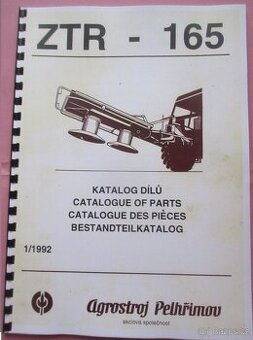 ZTR - 165
KATALOG DÍLŮ
CATALOGUE OF PARTS
CATALOGUE DES PIÈCES
BESTANDTEILKATALOG
1/1992
Agrostroj Pelhřimov
akciová společnost